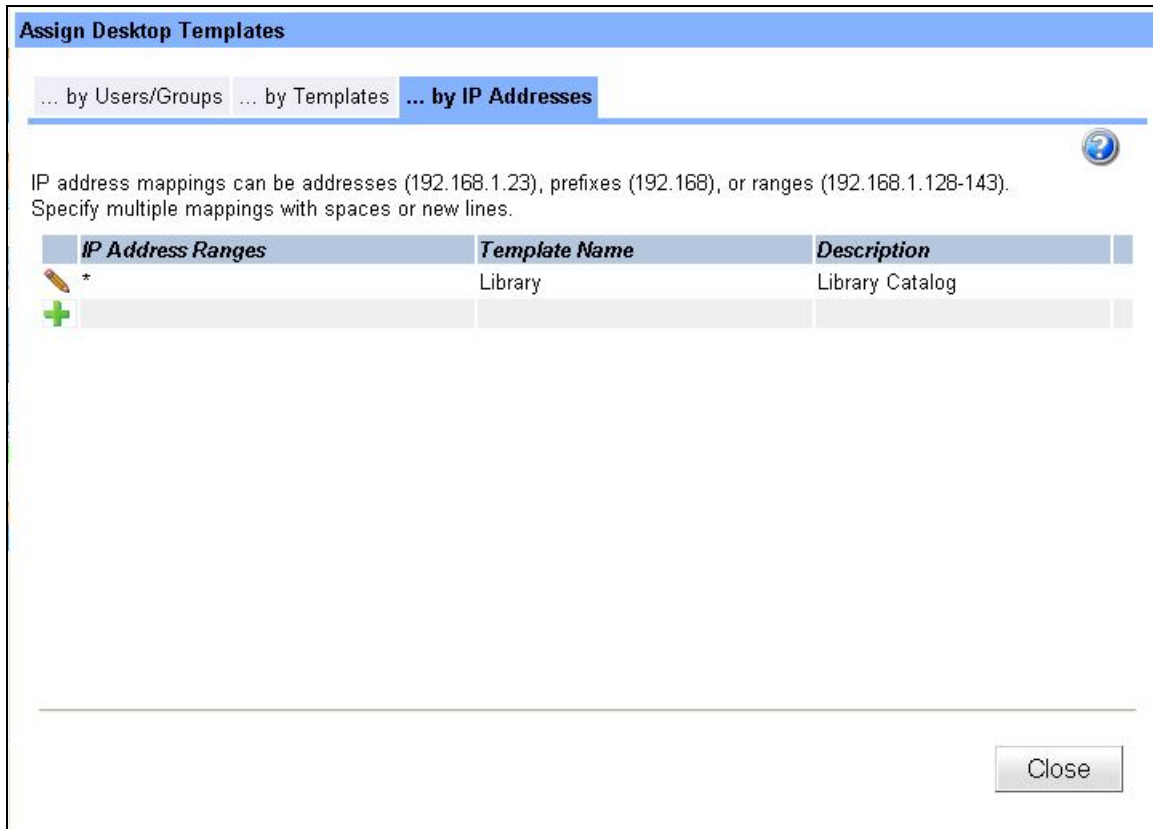 Assign Desktop Templates
... by Users/Groups ... by Templates ... by IP Addresses
?
IP address mappings can be addresses (192.168.1.23), prefixes (192.168), or ranges (192.168.1.128-143).
Specify multiple mappings with spaces or new lines.
IP Address Ranges Template Name Description
* Library Library Catalog
Close